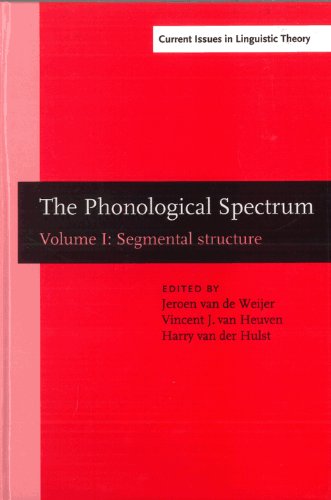 Current Issues in Linguistic Theory
The Phonological Spectrum
Volume I: Segmental structure
EDITED BY
Jeroen van de Weijer
Vincent J. van Heuven
Harry van der Hulst